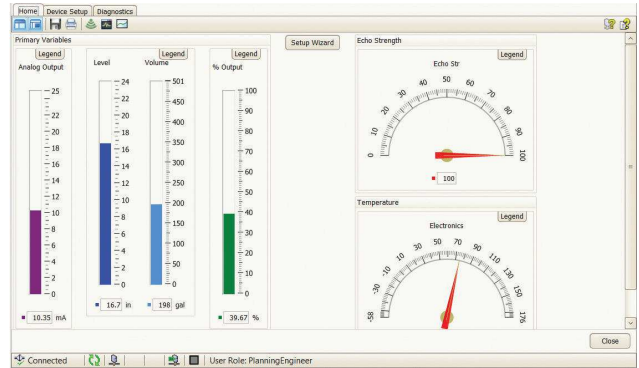 Home Device Setup Diagnostics
Primary Variables
Legend
Analog Output
25
22
20
18
16
14
12
10
8
6
4
2
0
10.35 mA
Legend
Level
24
22
20
18
16
14
12
10
8
6
4
2
0
16.7 in
Volume
501
450
400
350
300
250
200
150
100
50
0
198 gal
Legend
% Output
100
90
80
70
60
50
40
30
20
10
0
39.67 %
Setup Wizard
Echo Strength
Legend
Echo Str
0 10 20 30 40 50 60 70 80 90 100
100
Temperature
Legend
Electronics
-58 -30 -10 10 30 50 70 90 110 130 150 176
Close
Connected
User Role: PlanningEngineer